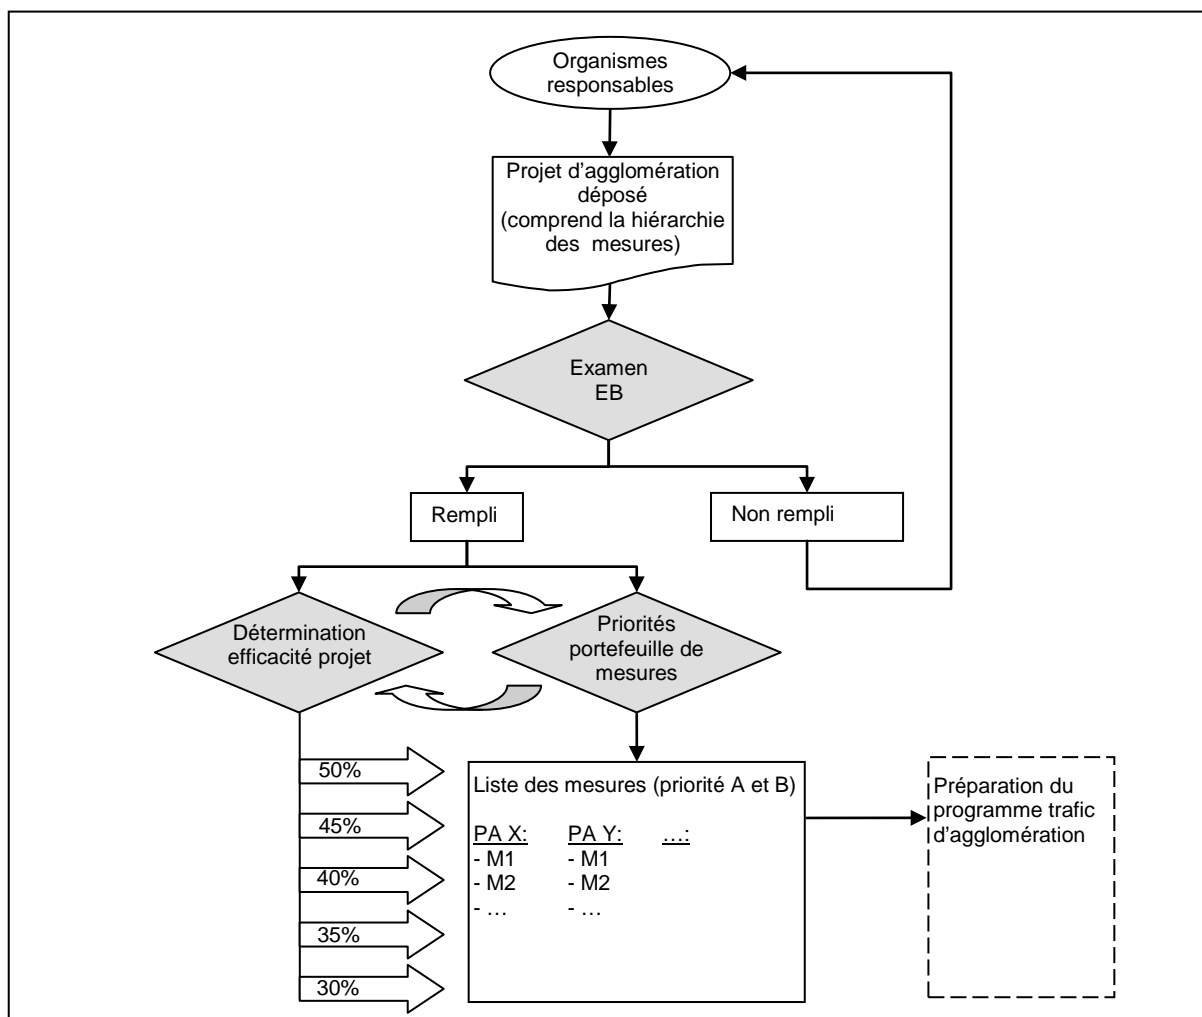 Organismes
responsables
Projet d’agglomération
déposé
(comprend la hiérarchie
des mesures)
Examen
EB
Rempli
Non rempli
Détermination
efficacité projet
Priorités
portefeuille de
mesures
50%
45%
40%
35%
30%
Liste des mesures (priorité A et B)
PA X: PA Y: …:
- M1 - M1
- M2 - M2
- … - …
Préparation du
programme trafic
d’agglomération